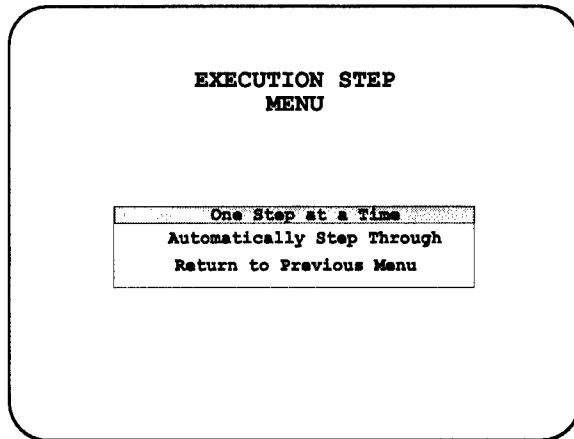 EXECUTION STEP
MENU
One Step at a Time
Automatically Step Through
Return to Previous Menu